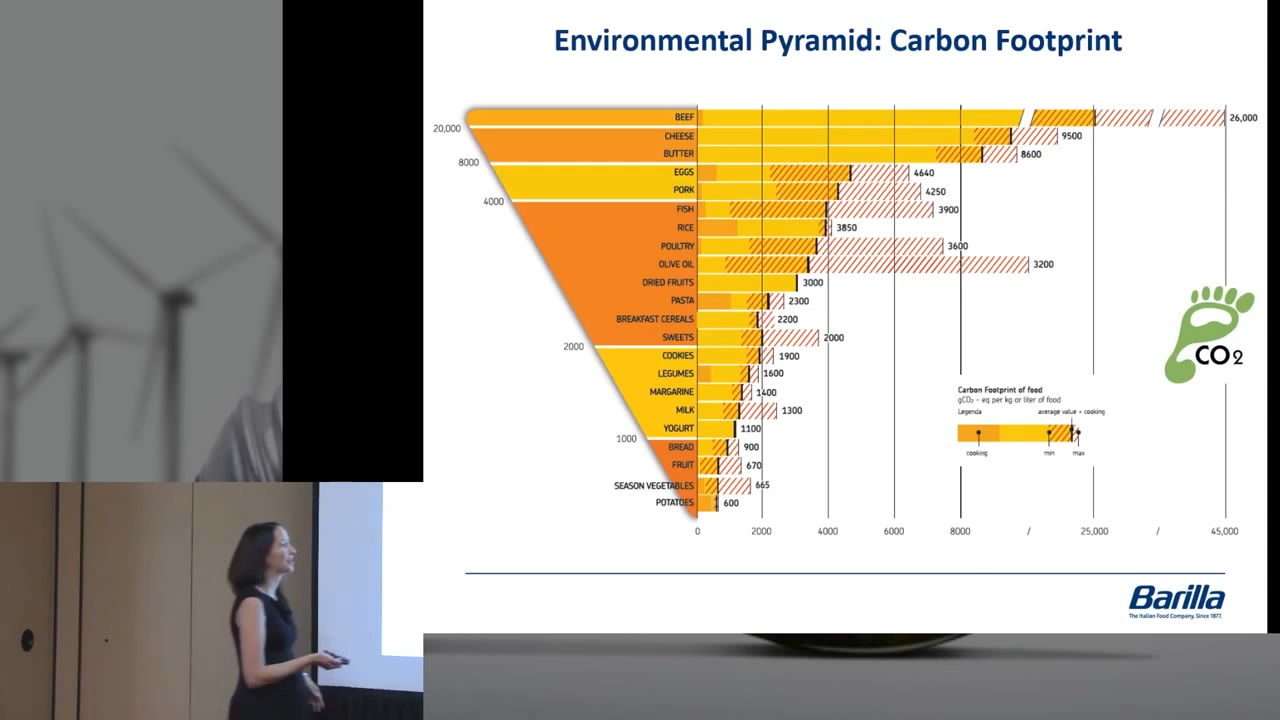 Environmental Pyramid: Carbon Footprint
BEEF 26,000
20,000
CHEESE 9500
BUTTER 8600
8000
EGGS 4640
PORK 4250
4000
FISH 3900
RICE 3850
POULTRY 3600
OLIVE OIL 3200
DRIED FRUITS 3000
PASTA 2300
BREAKFAST CEREALS 2200
SWEETS 2000
2000
COOKIES 1900
LEGUMES 1600
MARGARINE 1400
MILK 1300
YOGURT 1100
1000
BREAD 900
FRUIT 670
SEASON VEGETABLES 665
POTATOES 600
0 2000 4000 6000 8000 / 25,000 / 45,000
CO2
Carbon Footprint of food
gCO₂ - eq per kg or liter of food
Legenda average value + cooking
cooking min max
Barilla
The Italian Food Company. Since 1877.